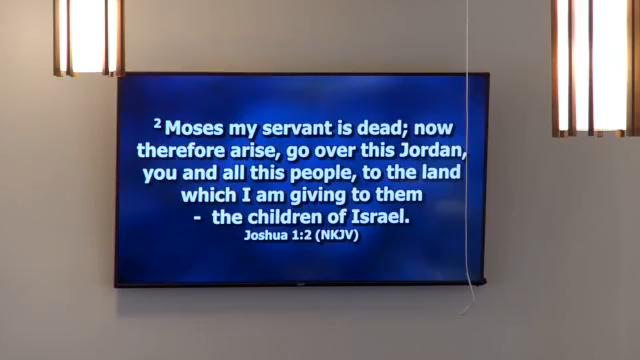 2 Moses my servant is dead; now
therefore arise, go over this Jordan,
you and all this people, to the land
which I am giving to them
- the children of Israel.
Joshua 1:2 (NKJV)